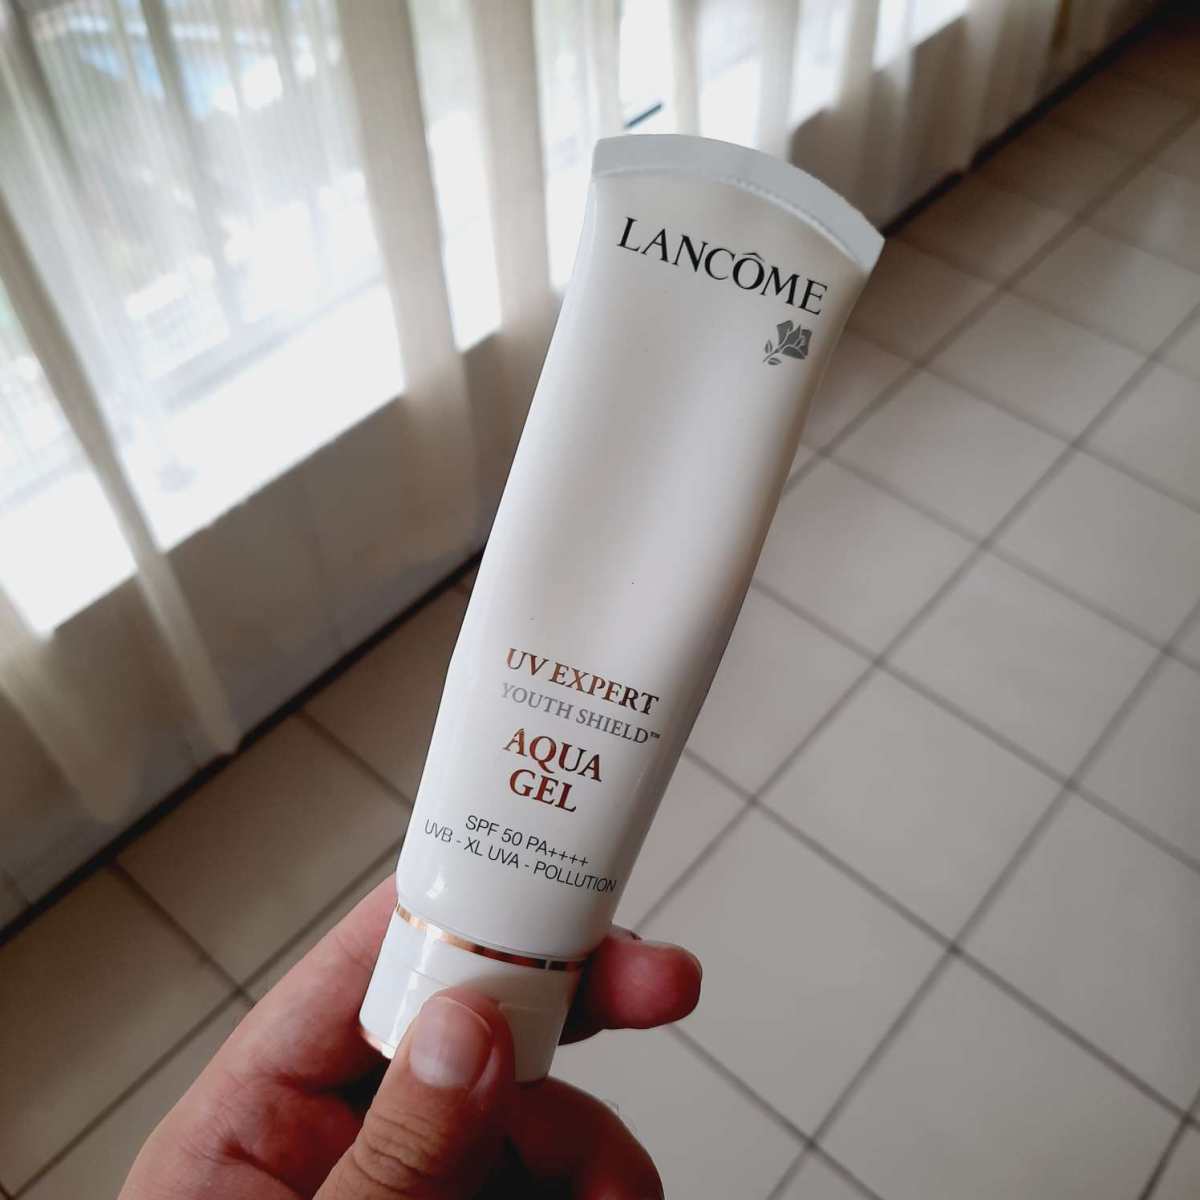 LANCÔME
UV EXPERT
YOUTH SHIELD™
AQUA
GEL
SPF 50 PA++++
UVB - XL UVA - POLLUTION